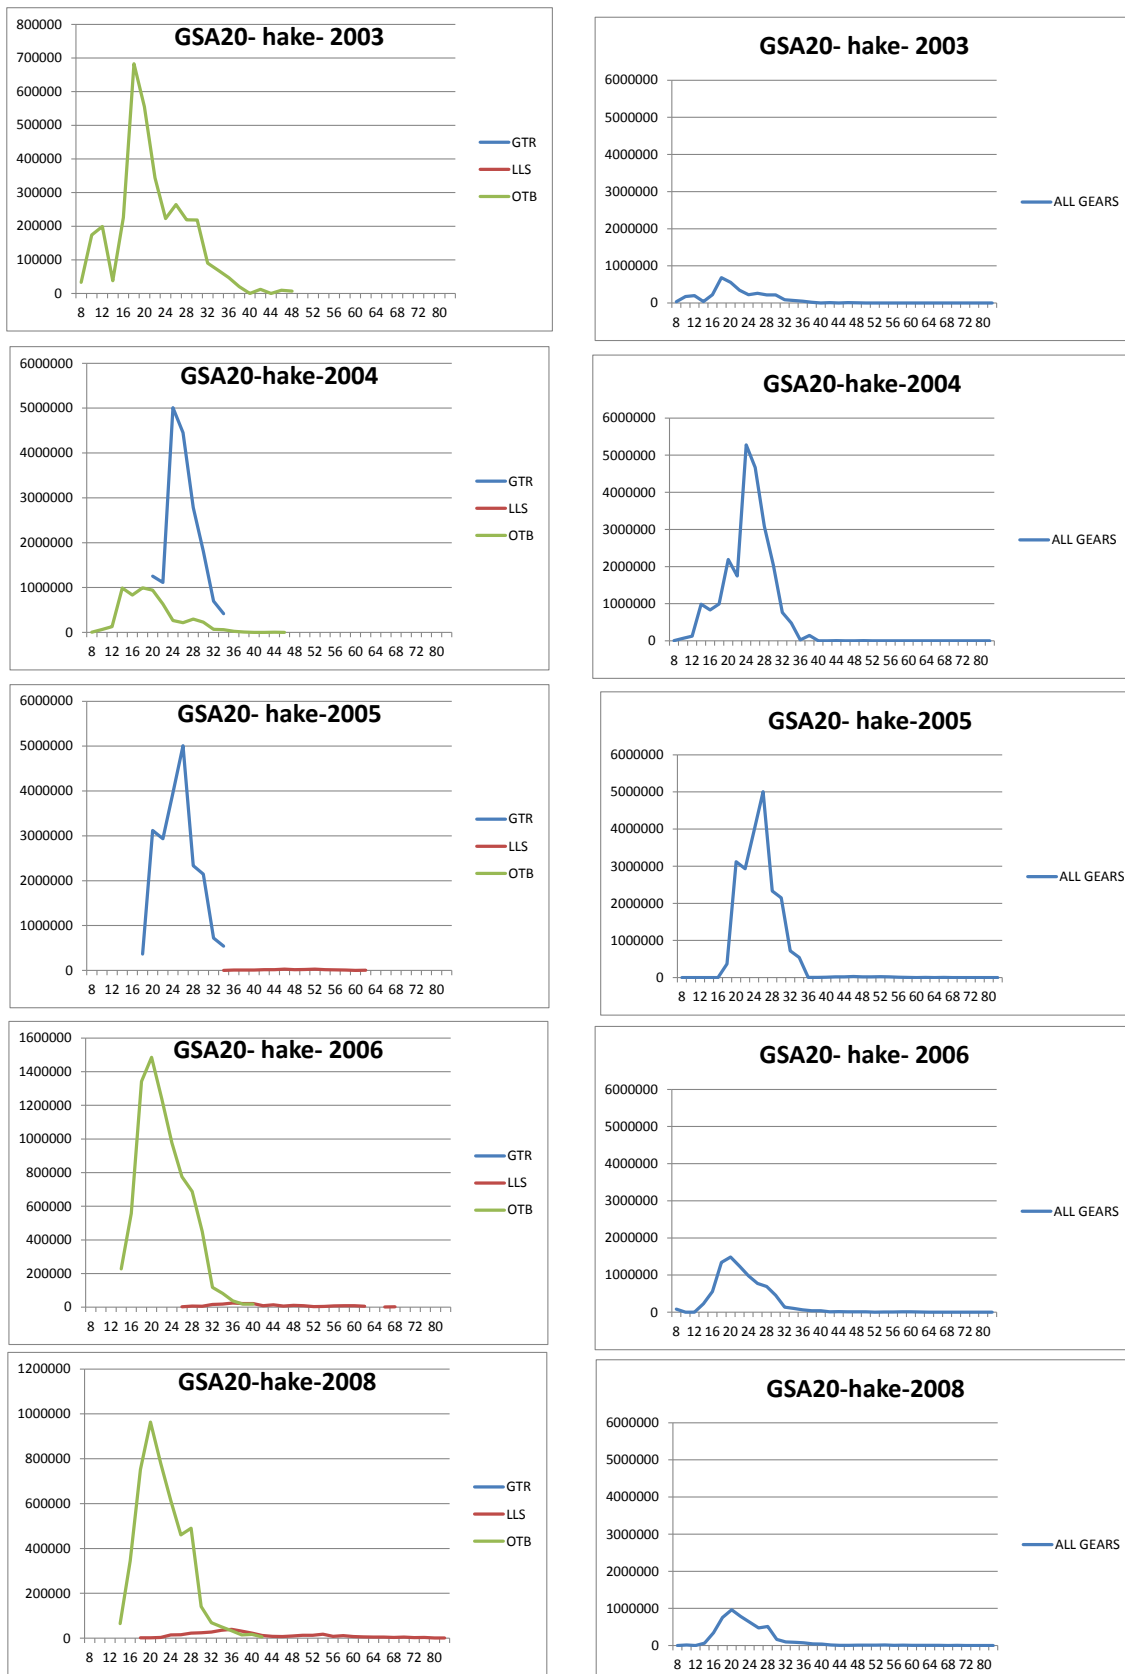 GSA20- hake- 2003
800000
700000
600000
500000
400000
300000
200000
100000
0
8 12 16 20 24 28 32 36 40 44 48 52 56 60 64 68 72 80
GTR
LLS
OTB
GSA20- hake- 2003
6000000
5000000
4000000
3000000
2000000
1000000
0
8 12 16 20 24 28 32 36 40 44 48 52 56 60 64 68 72 80
ALL GEARS
GSA20-hake-2004
6000000
5000000
4000000
3000000
2000000
1000000
0
8 12 16 20 24 28 32 36 40 44 48 52 56 60 64 68 72 80
GTR
LLS
OTB
GSA20-hake-2004
6000000
5000000
4000000
3000000
2000000
1000000
0
8 12 16 20 24 28 32 36 40 44 48 52 56 60 64 68 72 80
ALL GEARS
GSA20- hake-2005
6000000
5000000
4000000
3000000
2000000
1000000
0
8 12 16 20 24 28 32 36 40 44 48 52 56 60 64 68 72 80
GTR
LLS
OTB
GSA20- hake-2005
6000000
5000000
4000000
3000000
2000000
1000000
0
8 12 16 20 24 28 32 36 40 44 48 52 56 60 64 68 72 80
ALL GEARS
GSA20- hake- 2006
1600000
1400000
1200000
1000000
800000
600000
400000
200000
0
8 12 16 20 24 28 32 36 40 44 48 52 56 60 64 68 72 80
GTR
LLS
OTB
GSA20- hake- 2006
6000000
5000000
4000000
3000000
2000000
1000000
0
8 12 16 20 24 28 32 36 40 44 48 52 56 60 64 68 72 80
ALL GEARS
GSA20-hake-2008
1200000
1000000
800000
600000
400000
200000
0
8 12 16 20 24 28 32 36 40 44 48 52 56 60 64 68 72 80
GTR
LLS
OTB
GSA20-hake-2008
6000000
5000000
4000000
3000000
2000000
1000000
0
8 12 16 20 24 28 32 36 40 44 48 52 56 60 64 68 72 80
ALL GEARS